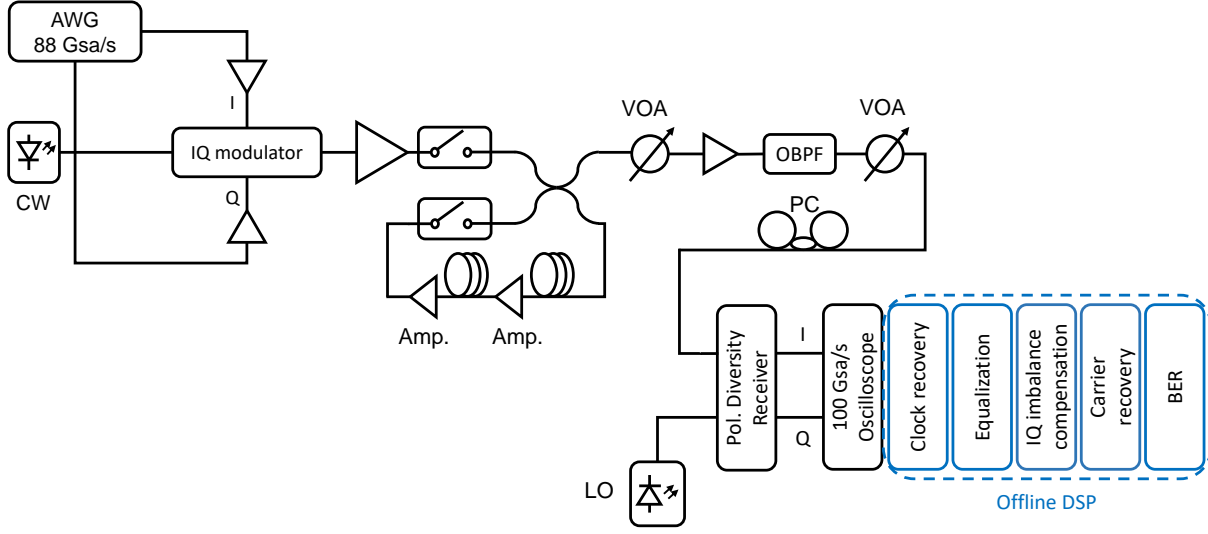 AWG
88 Gsa/s
I
CW
IQ modulator
Q
Amp.
Amp.
VOA
OBPF
VOA
PC
LO
Pol. Diversity
Receiver
I
Q
100 Gsa/s
Oscilloscope
Clock recovery
Equalization
IQ imbalance
compensation
Carrier
recovery
BER
Offline DSP